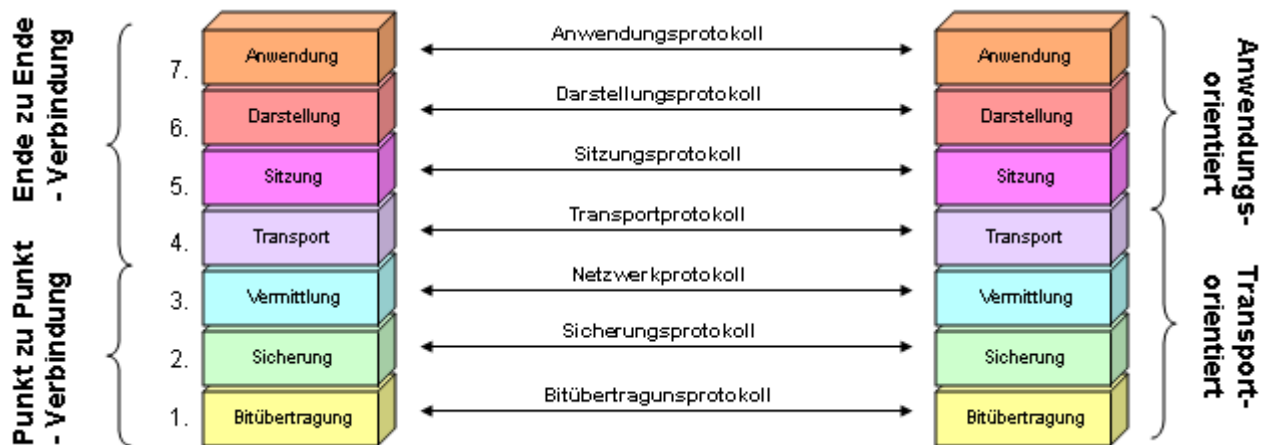 Ende zu Ende
- Verbindung
Punkt zu Punkt
- Verbindung
7.
Anwendung
Anwendungsprotokoll
Anwendung
6.
Darstellung
Darstellungsprotokoll
Darstellung
5.
Sitzung
Sitzungsprotokoll
Sitzung
4.
Transport
Transportprotokoll
Transport
3.
Vermittlung
Netzwerkprotokoll
Vermittlung
2.
Sicherung
Sicherungsprotokoll
Sicherung
1.
Bitübertragung
Bitübertragunsprotokoll
Bitübertragung
Anwendungs-
orientiert
Transport-
orientiert